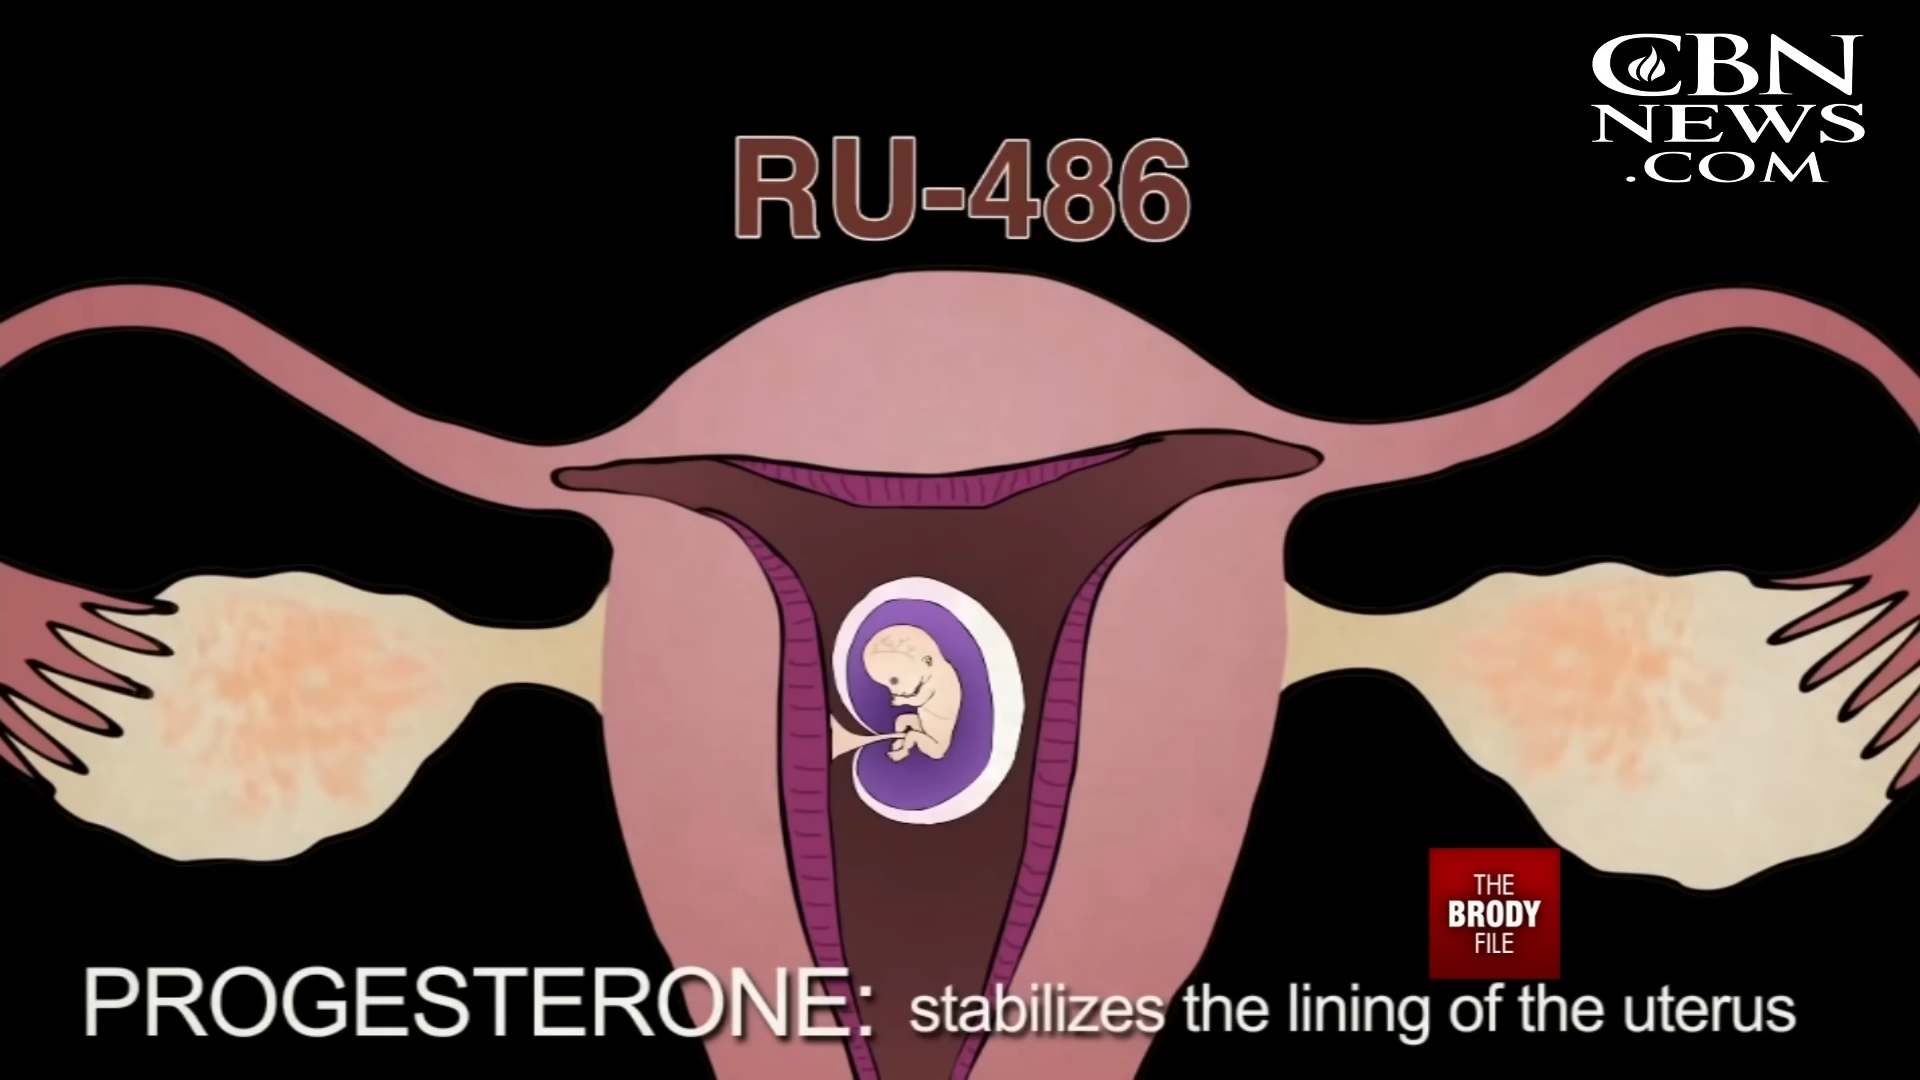 CBN
NEWS
.COM
RU-486
THE
BRODY
FILE
PROGESTERONE: stabilizes the lining of the uterus